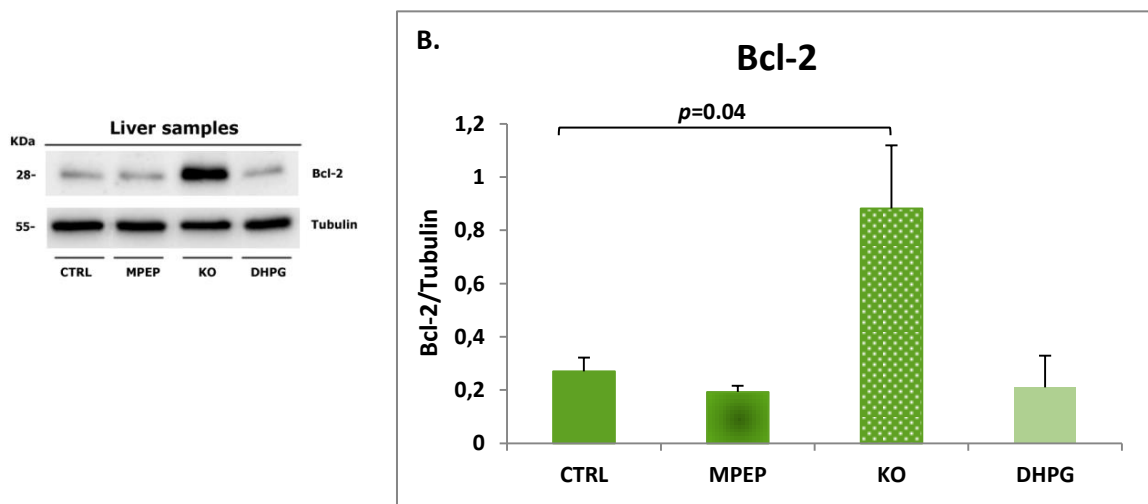 Liver samples
KDa
28-
Bcl-2
55-
Tubulin
CTRL MPEP KO DHPG
B.
Bcl-2
p=0.04
1,2
1
0,8
0,6
0,4
0,2
0
Bcl-2/Tubulin
CTRL MPEP KO DHPG